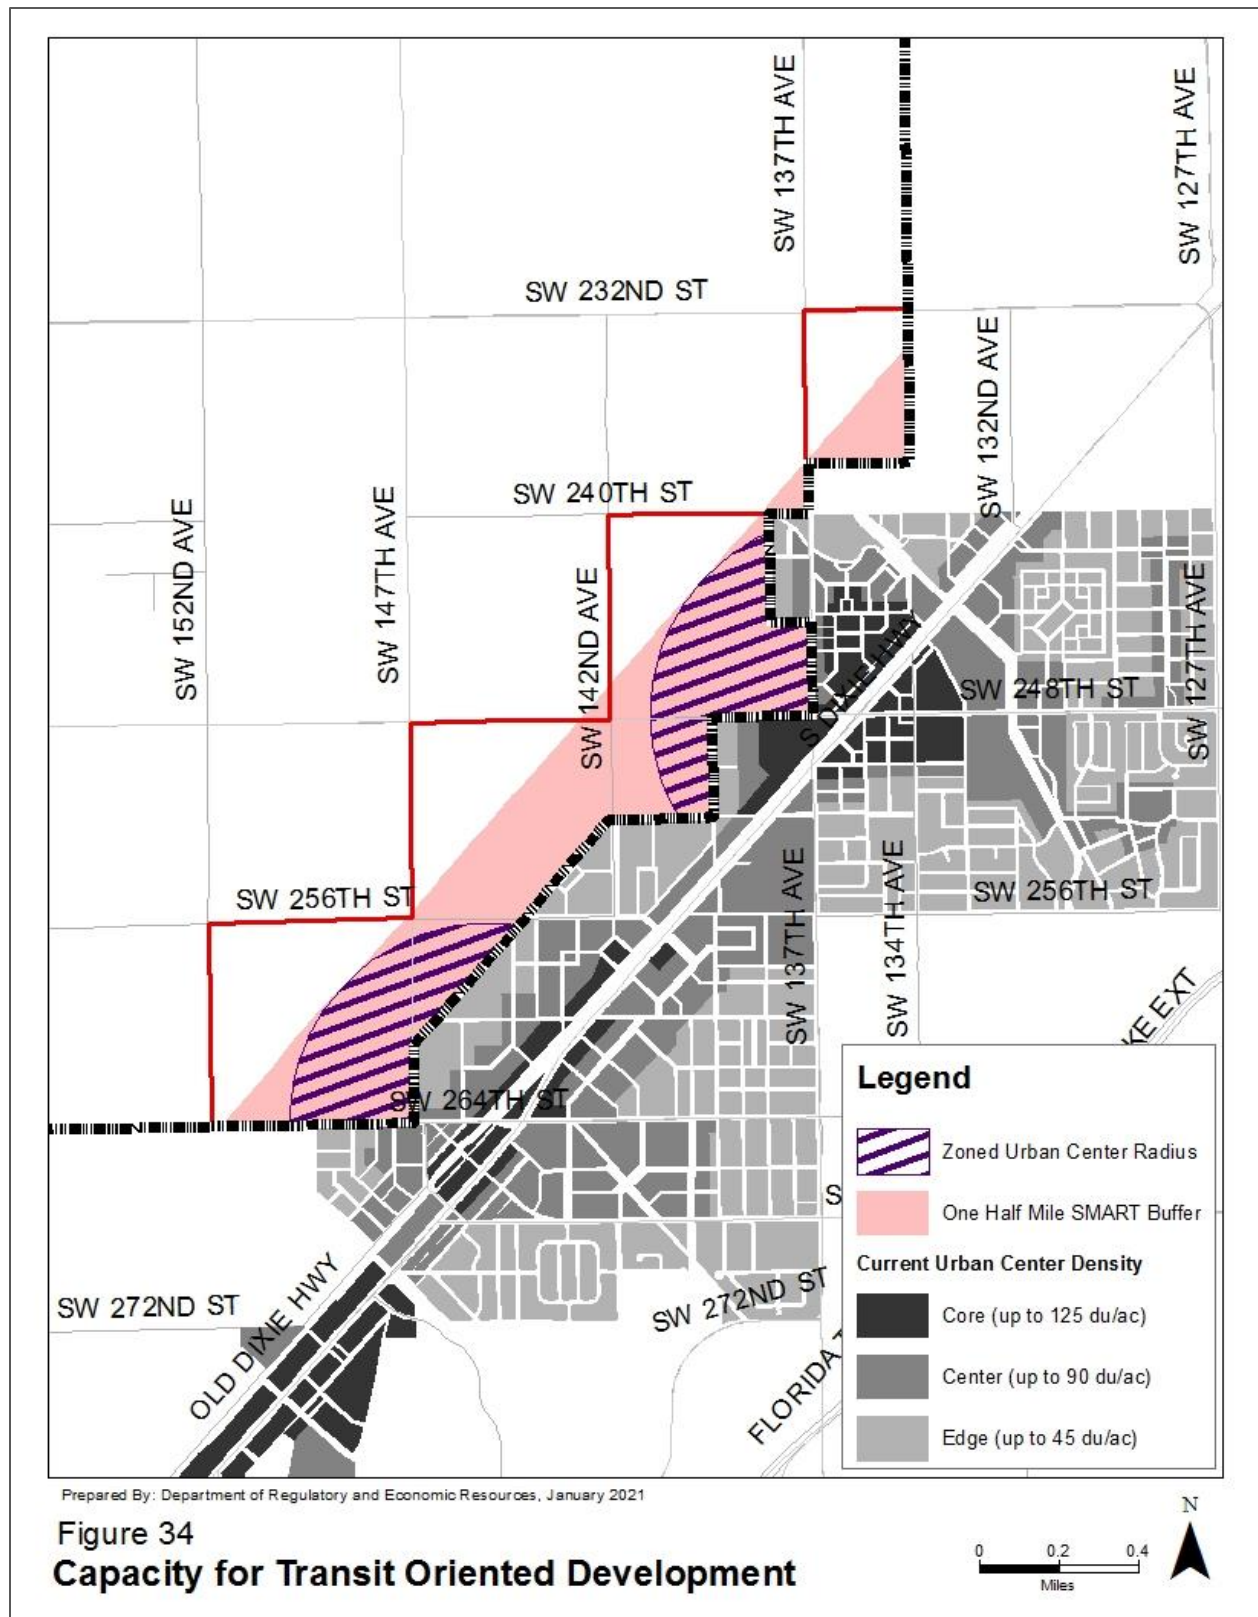 SW 137TH AVE
SW 127TH AVE
SW 232ND ST
SW 132ND AVE
SW 240TH ST
SW 152ND AVE
SW 147TH AVE
SW 142ND AVE
SW 127TH AVE
S DIXIE HWY
SW 248TH ST
SW 256TH ST
SW 256TH ST
SW 137TH AVE
SW 134TH AVE
KE EXT
SW 264TH ST
S
SW 272ND ST
OLD DIXIE HWY
SW 272ND ST
FLORIDA T
Legend
Zoned Urban Center Radius
One Half Mile SMART Buffer
Current Urban Center Density
Core (up to 125 du/ac)
Center (up to 90 du/ac)
Edge (up to 45 du/ac)
Prepared By: Department of Regulatory and Economic Resources, January 2021
Figure 34
Capacity for Transit Oriented Development
N
0 0.2 0.4
Miles